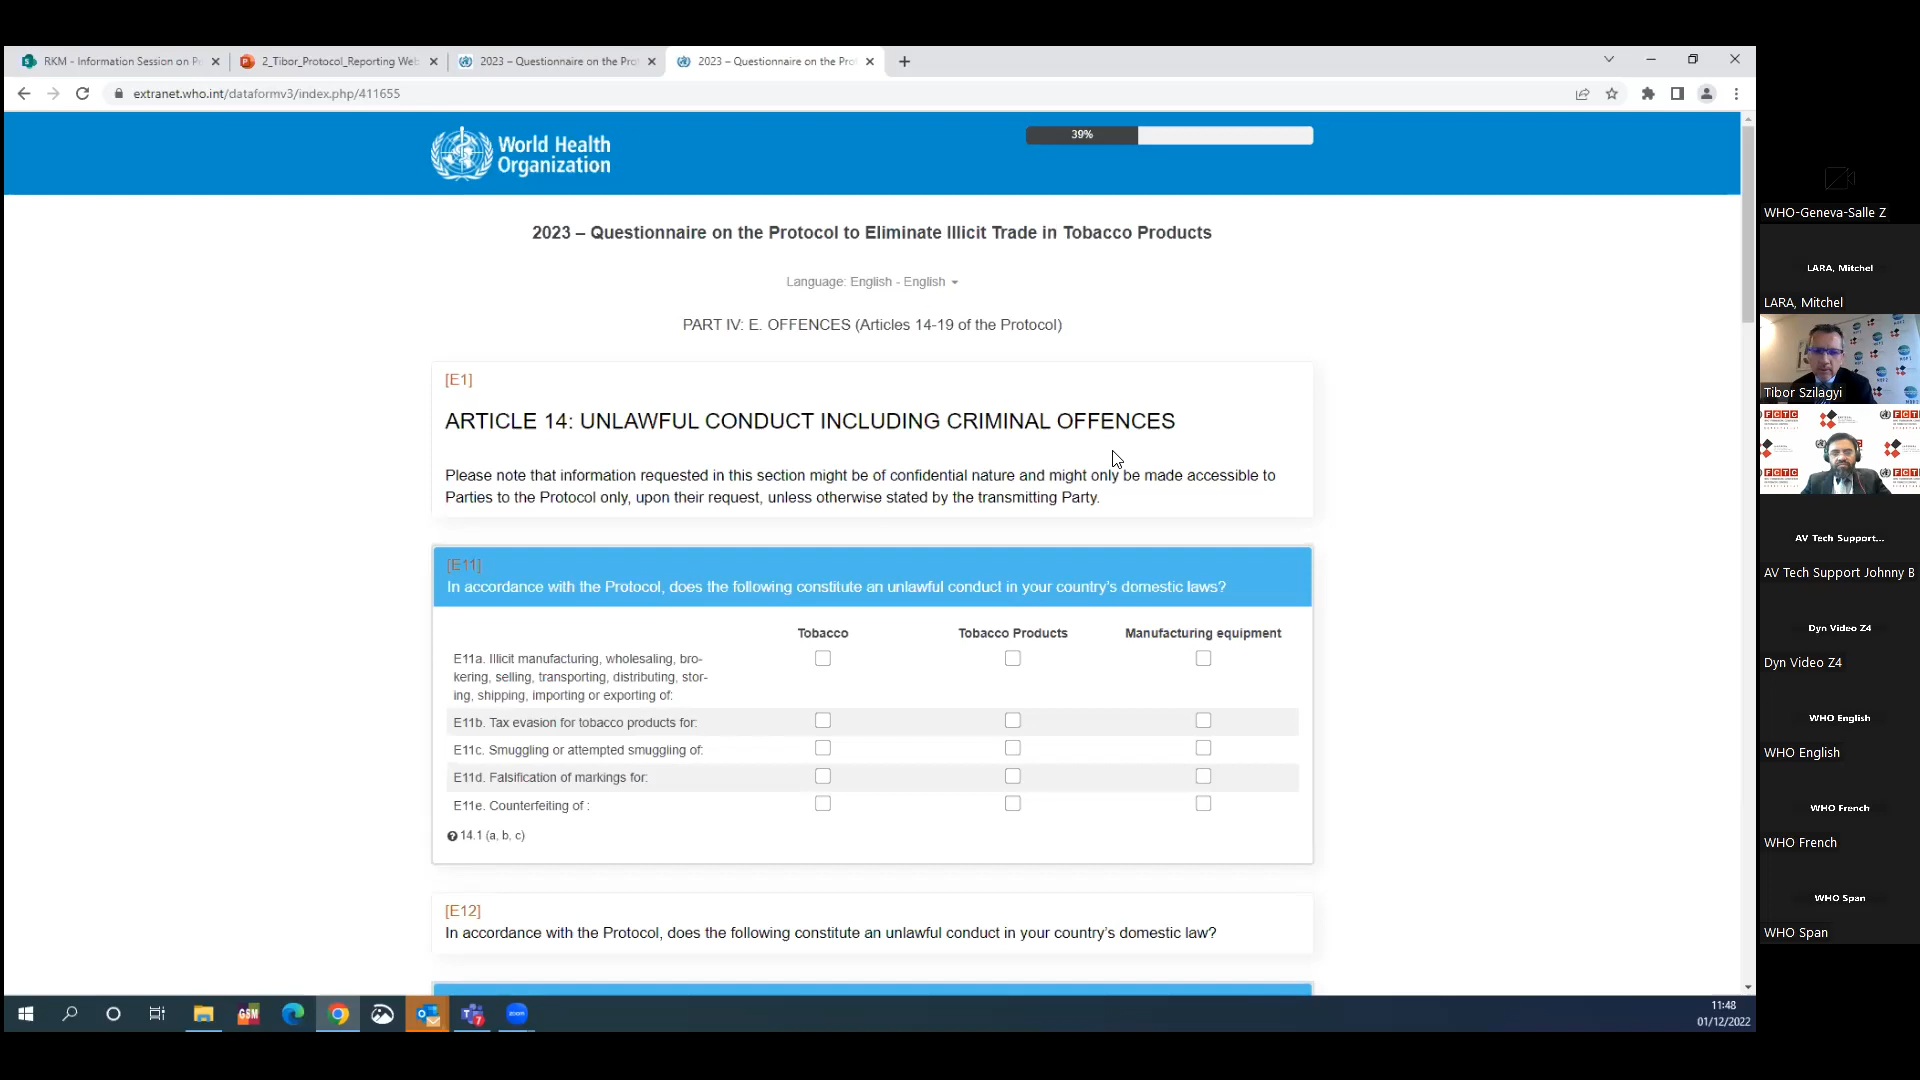 RKM - Information Session on P
2_Tibor_Protocol_Reporting Web
2023 – Questionnaire on the Pro
2023 – Questionnaire on the Pro
extranet.who.int/dataformv3/index.php/411655
World Health
Organization
39%
2023 – Questionnaire on the Protocol to Eliminate Illicit Trade in Tobacco Products
Language: English - English
PART IV: E. OFFENCES (Articles 14-19 of the Protocol)
[E1]
ARTICLE 14: UNLAWFUL CONDUCT INCLUDING CRIMINAL OFFENCES
Please note that information requested in this section might be of confidential nature and might only be made accessible to
Parties to the Protocol only, upon their request, unless otherwise stated by the transmitting Party.
[E11]
In accordance with the Protocol, does the following constitute an unlawful conduct in your country's domestic laws?
Tobacco Tobacco Products Manufacturing equipment
E11a. Illicit manufacturing, wholesaling, bro-
kering, selling, transporting, distributing, stor-
ing, shipping, importing or exporting of:
E11b. Tax evasion for tobacco products for:
E11c. Smuggling or attempted smuggling of:
E11d. Falsification of markings for:
E11e. Counterfeiting of :
14.1 (a, b, c)
[E12]
In accordance with the Protocol, does the following constitute an unlawful conduct in your country's domestic law?
GSM
zoom
11:48
01/12/2022
WHO-Geneva-Salle Z
LARA, Mitchel
LARA, Mitchel
Tibor Szilagyi
FCTC
FCTC
FCTC
FCTC
AV Tech Support...
AV Tech Support Johnny B
Dyn Video Z4
Dyn Video Z4
WHO English
WHO English
WHO French
WHO French
WHO Span
WHO Span